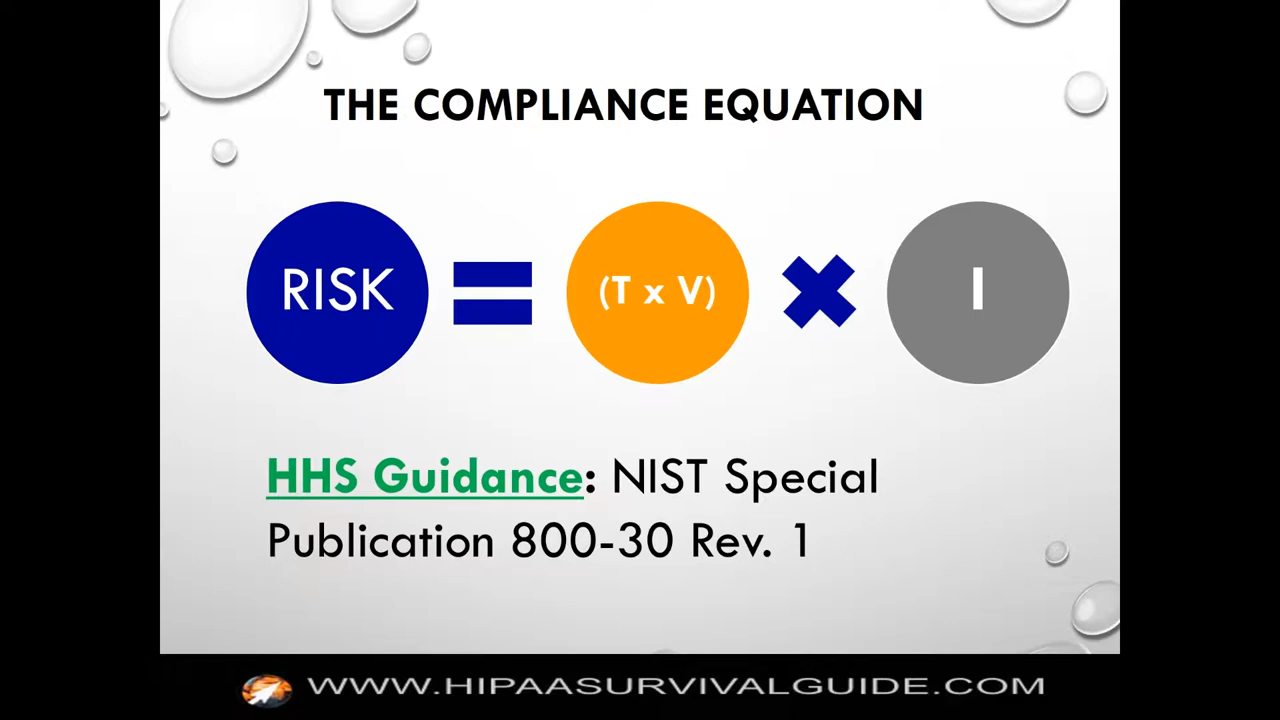 THE COMPLIANCE EQUATION
RISK = (T x V) × I
HHS Guidance: NIST Special
Publication 800-30 Rev. 1
WWW.HIPAASURVIVALGUIDE.COM